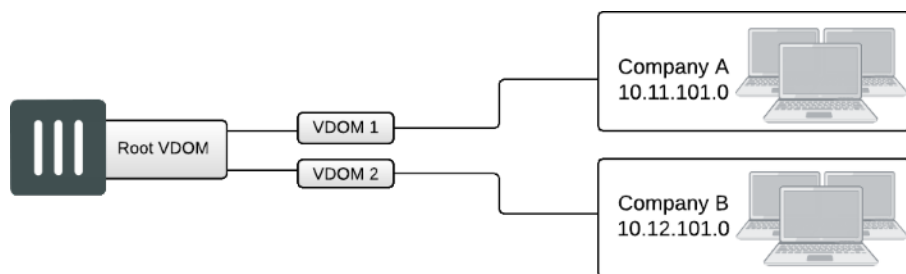 Root VDOM
VDOM 1
VDOM 2
Company A
10.11.101.0
Company B
10.12.101.0